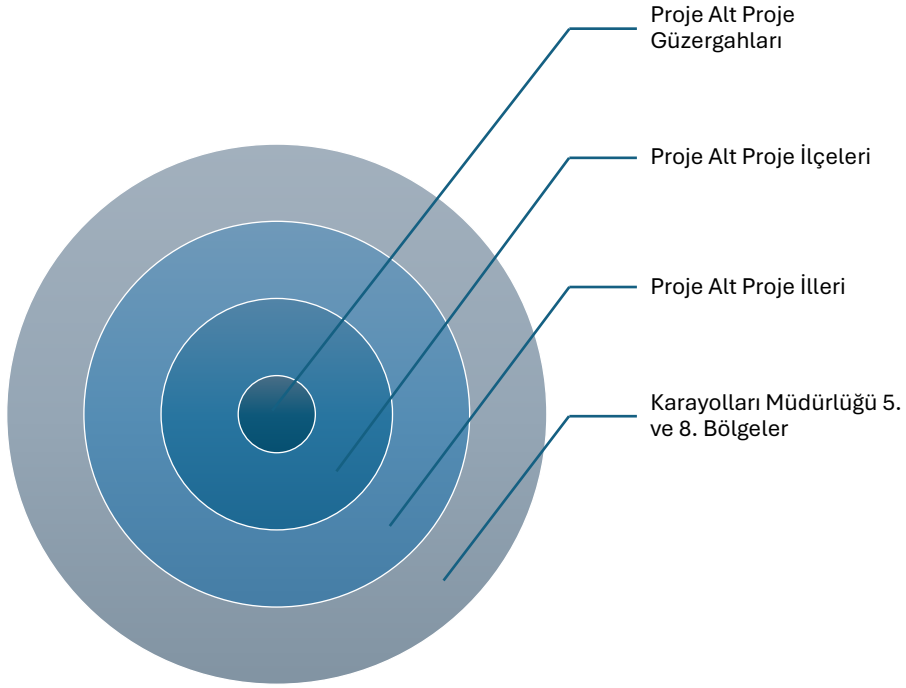 Proje Alt Proje
Güzergahları
Proje Alt Proje İlçeleri
Proje Alt Proje İlleri
Karayolları Müdürlüğü 5.
ve 8. Bölgeler